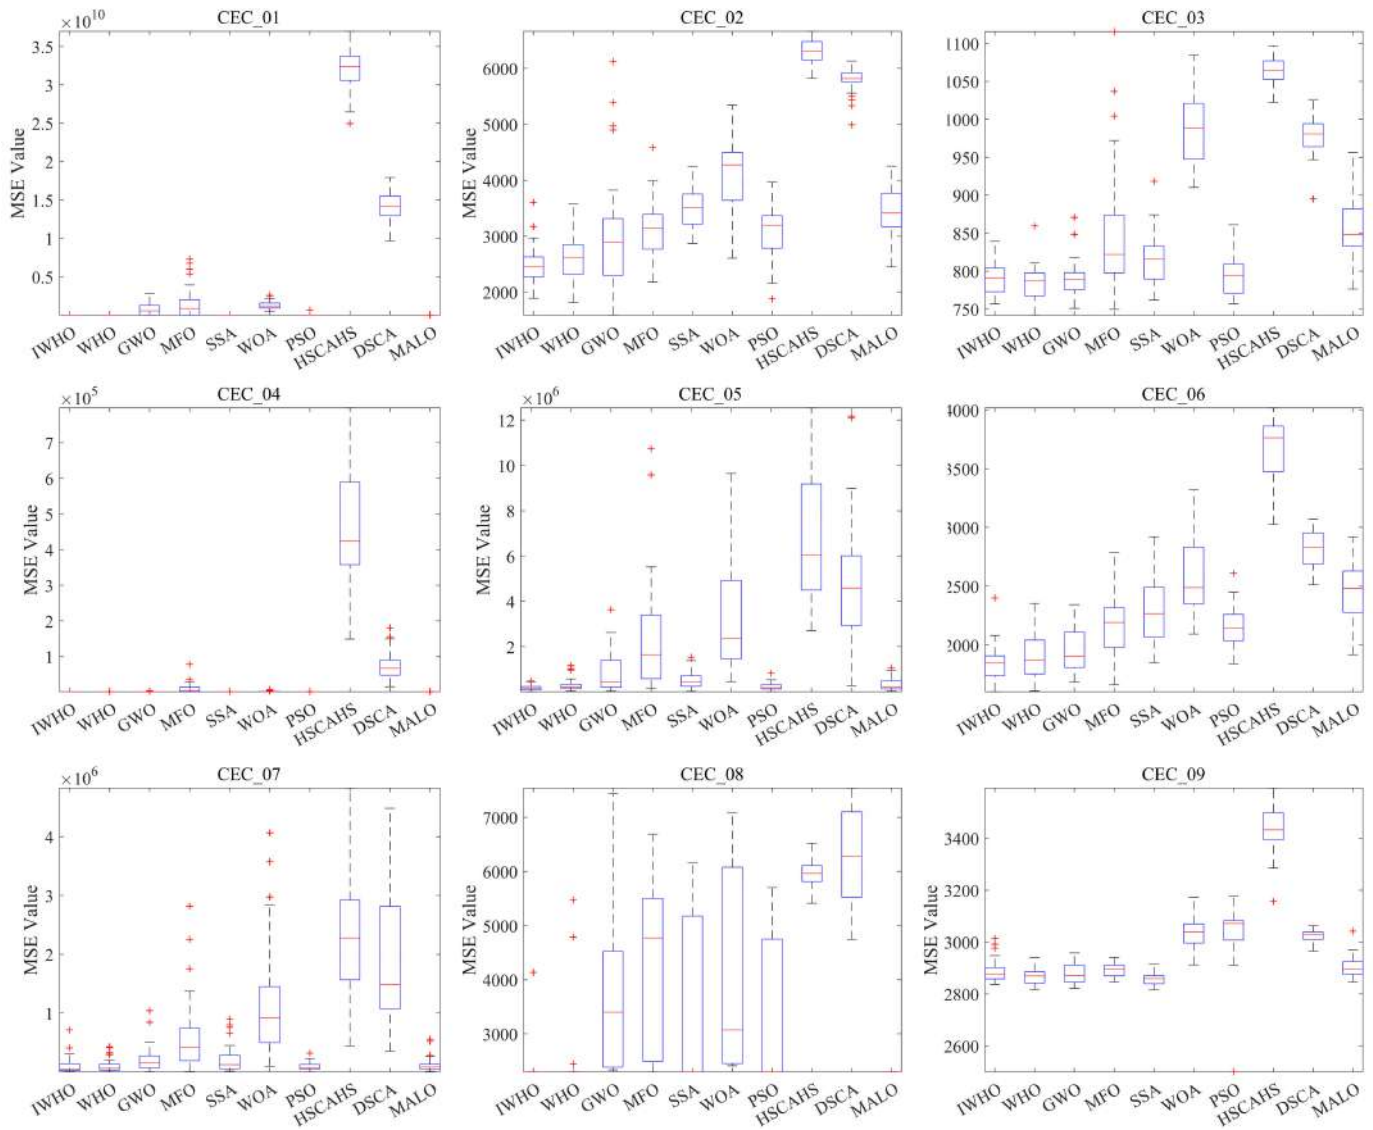 CEC_01
×10^10
MSE Value
3.5
3
2.5
2
1.5
1
0.5
IWHO WHO GWO MFO SSA WOA PSO HSCAHS DSCA MALO
CEC_02
6000
5000
4000
3000
2000
IWHO WHO GWO MFO SSA WOA PSO HSCAHS DSCA MALO
CEC_03
1100
1050
1000
950
900
850
800
750
IWHO WHO GWO MFO SSA WOA PSO HSCAHS DSCA MALO
CEC_04
×10^5
MSE Value
7
6
5
4
3
2
1
IWHO WHO GWO MFO SSA WOA PSO HSCAHS DSCA MALO
CEC_05
×10^6
MSE Value
12
10
8
6
4
2
IWHO WHO GWO MFO SSA WOA PSO HSCAHS DSCA MALO
CEC_06
4000
3500
3000
2500
2000
IWHO WHO GWO MFO SSA WOA PSO HSCAHS DSCA MALO
CEC_07
×10^6
MSE Value
4
3
2
1
IWHO WHO GWO MFO SSA WOA PSO HSCAHS DSCA MALO
CEC_08
MSE Value
7000
6000
5000
4000
3000
IWHO WHO GWO MFO SSA WOA PSO HSCAHS DSCA MALO
CEC_09
MSE Value
3400
3200
3000
2800
2600
IWHO WHO GWO MFO SSA WOA PSO HSCAHS DSCA MALO